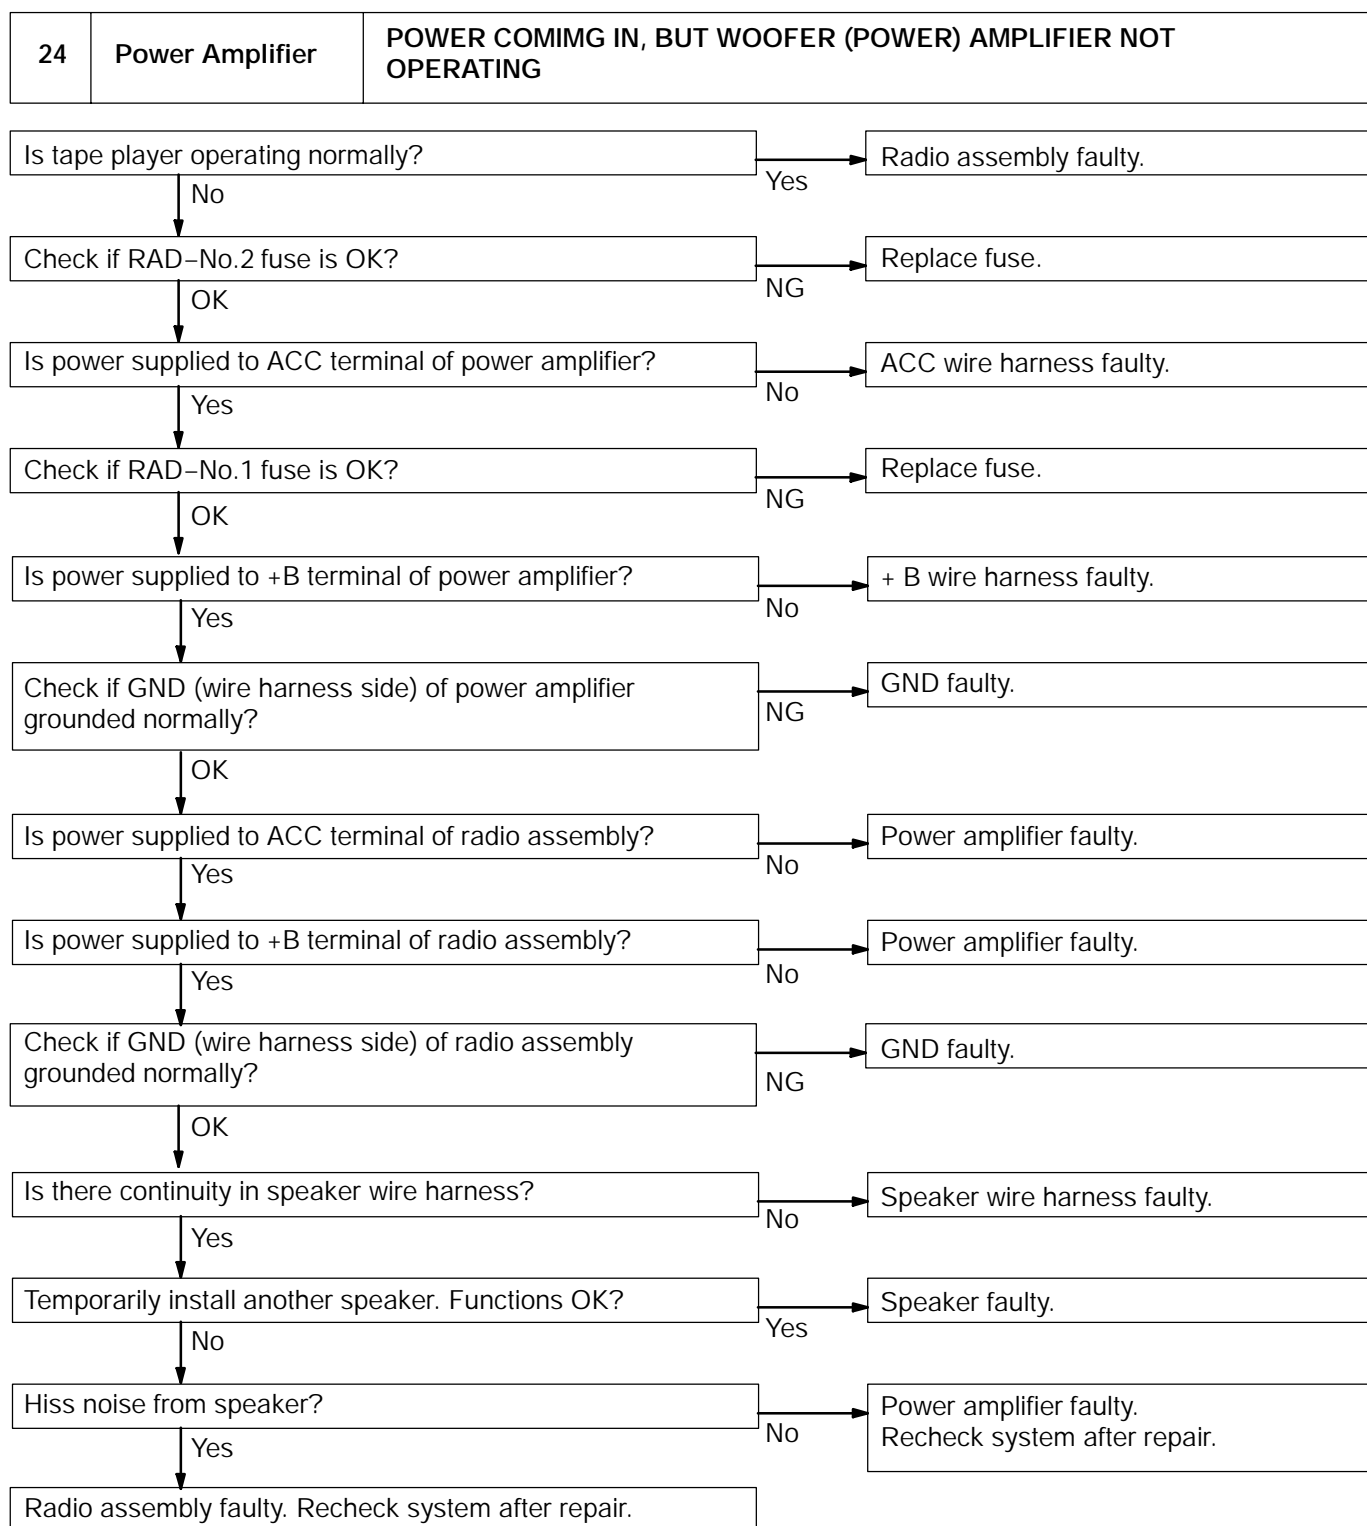 24
Power Amplifier
POWER COMIMG IN, BUT WOOFER (POWER) AMPLIFIER NOT
OPERATING
Is tape player operating normally?
Yes
Radio assembly faulty.
No
Check if RAD–No.2 fuse is OK?
NG
Replace fuse.
OK
Is power supplied to ACC terminal of power amplifier?
No
ACC wire harness faulty.
Yes
Check if RAD–No.1 fuse is OK?
NG
Replace fuse.
OK
Is power supplied to +B terminal of power amplifier?
No
+ B wire harness faulty.
Yes
Check if GND (wire harness side) of power amplifier
grounded normally?
NG
GND faulty.
OK
Is power supplied to ACC terminal of radio assembly?
No
Power amplifier faulty.
Yes
Is power supplied to +B terminal of radio assembly?
No
Power amplifier faulty.
Yes
Check if GND (wire harness side) of radio assembly
grounded normally?
NG
GND faulty.
OK
Is there continuity in speaker wire harness?
No
Speaker wire harness faulty.
Yes
Temporarily install another speaker. Functions OK?
Yes
Speaker faulty.
No
Hiss noise from speaker?
No
Power amplifier faulty.
Recheck system after repair.
Yes
Radio assembly faulty. Recheck system after repair.